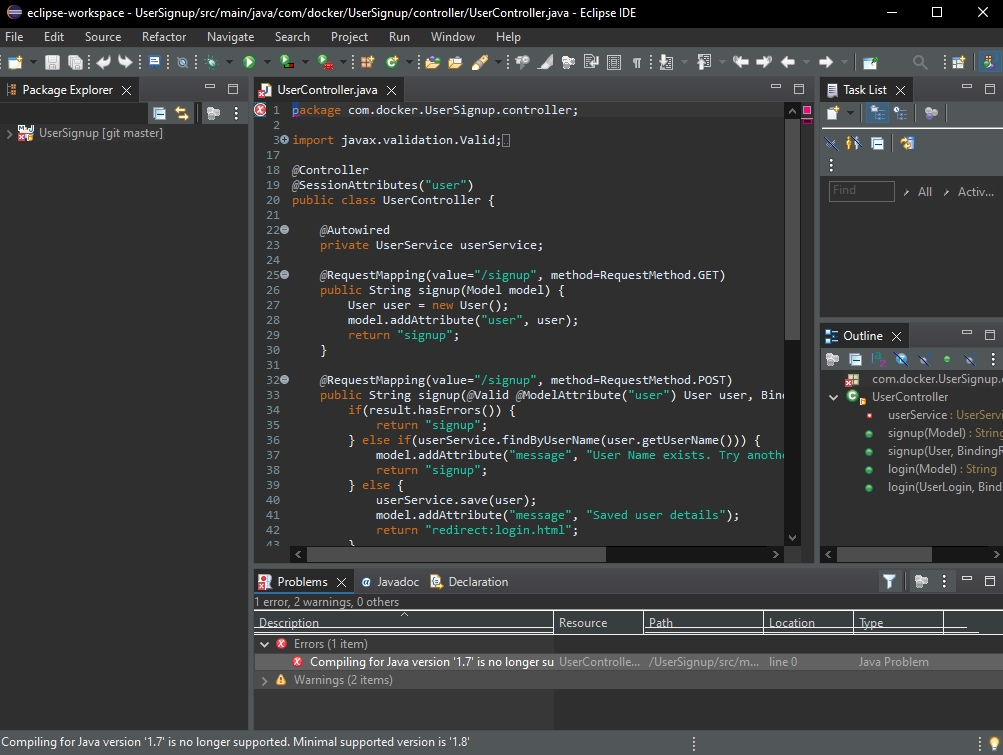 eclipse-workspace - UserSignup/src/main/java/com/docker/UserSignup/controller/UserController.java - Eclipse IDE
File Edit Source Refactor Navigate Search Project Run Window Help
Package Explorer
UserSignup [git master]
UserController.java
1 package com.docker.UserSignup.controller;
2
3 import javax.validation.Valid;
17
18 @Controller
19 @SessionAttributes("user")
20 public class UserController {
21
22 @Autowired
23 private UserService userService;
24
25 @RequestMapping(value="/signup", method=RequestMethod.GET)
26 public String signup(Model model) {
27 User user = new User();
28 model.addAttribute("user", user);
29 return "signup";
30 }
31
32 @RequestMapping(value="/signup", method=RequestMethod.POST)
33 public String signup(@Valid @ModelAttribute("user") User user, Bin
34 if(result.hasErrors()) {
35 return "signup";
36 } else if(userService.findByUserName(user.getUserName())) {
37 model.addAttribute("message", "User Name exists. Try anothe
38 return "signup";
39 } else {
40 userService.save(user);
41 model.addAttribute("message", "Saved user details");
42 return "redirect:login.html";
43 }
Task List
Find All Activ...
Outline
com.docker.UserSignup.c
UserController
userService : UserServi
signup(Model) : String
signup(User, BindingR
login(Model) : String
login(UserLogin, Bind
Problems Javadoc Declaration
1 error, 2 warnings, 0 others
Description Resource Path Location Type
Errors (1 item)
Compiling for Java version '1.7' is no longer su UserControlle... /UserSignup/src/m... line 0 Java Problem
Warnings (2 items)
Compiling for Java version '1.7' is no longer supported. Minimal supported version is '1.8'